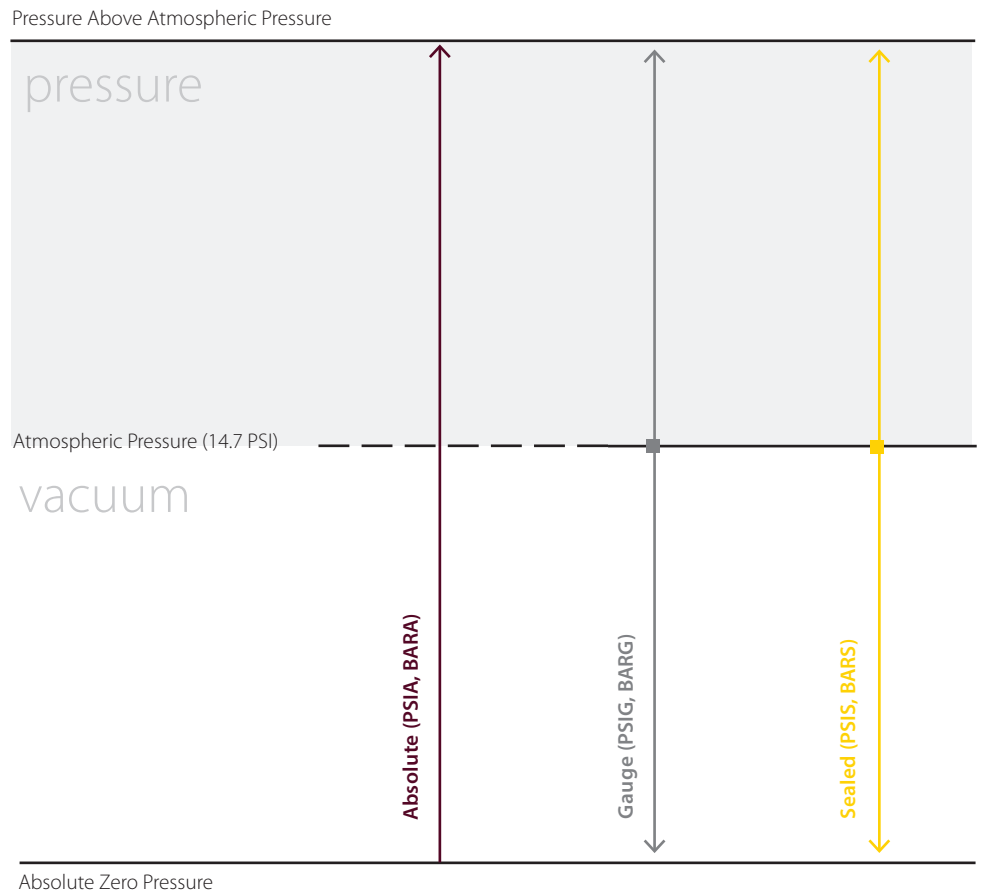 Pressure Above Atmospheric Pressure
pressure
Atmospheric Pressure (14.7 PSI)
vacuum
Absolute (PSIA, BARA)
Gauge (PSIG, BARG)
Sealed (PSIS, BARS)
Absolute Zero Pressure